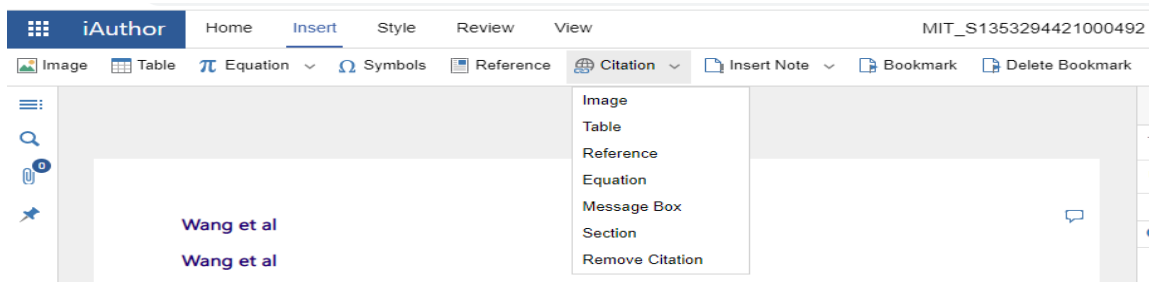 iAuthor Home Insert Style Review View MIT_S1353294421000492
Image Table π Equation Ω Symbols Reference Citation Insert Note Bookmark Delete Bookmark
Image
Table
Reference
0
Equation
Message Box
Wang et al
Section
Wang et al
Remove Citation